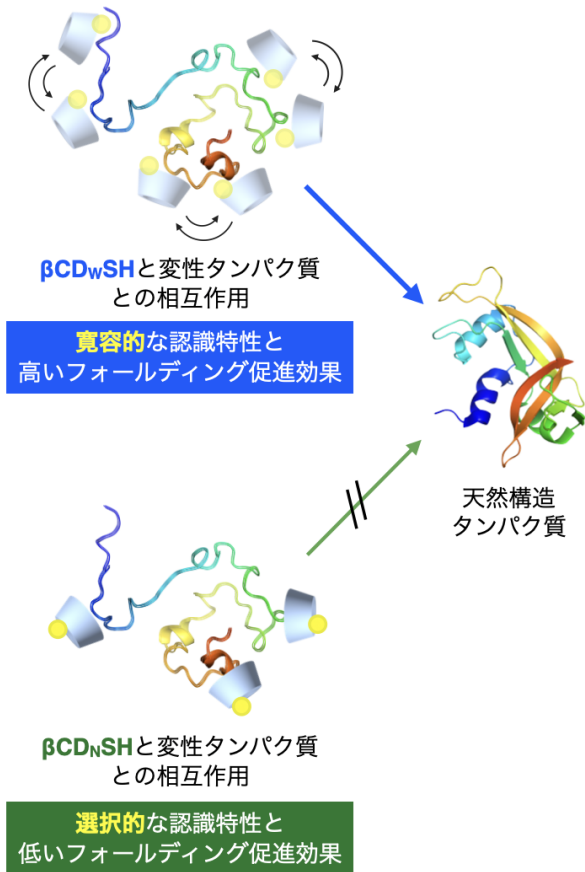 βCDWSHと変性タンパク質
との相互作用
寛容的な認識特性と
高いフォールディング促進効果
天然構造
タンパク質
βCDNSHと変性タンパク質
との相互作用
選択的な認識特性と
低いフォールディング促進効果